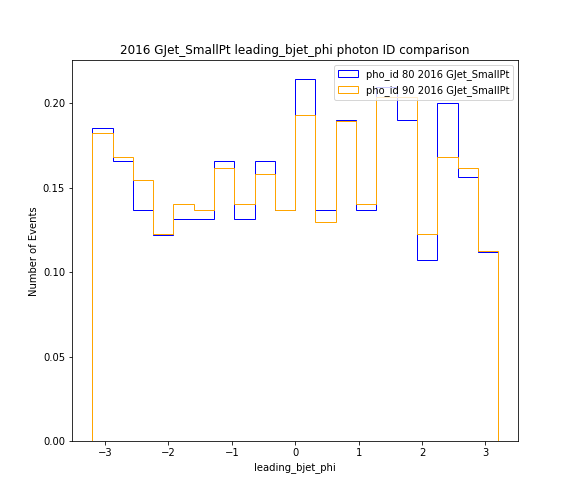 2016 GJet_SmallPt leading_bjet_phi photon ID comparison
pho_id 80 2016 GJet_SmallPt
pho_id 90 2016 GJet_SmallPt
Number of Events
0.20
0.15
0.10
0.05
0.00
−3
−2
−1
0
1
2
3
leading_bjet_phi